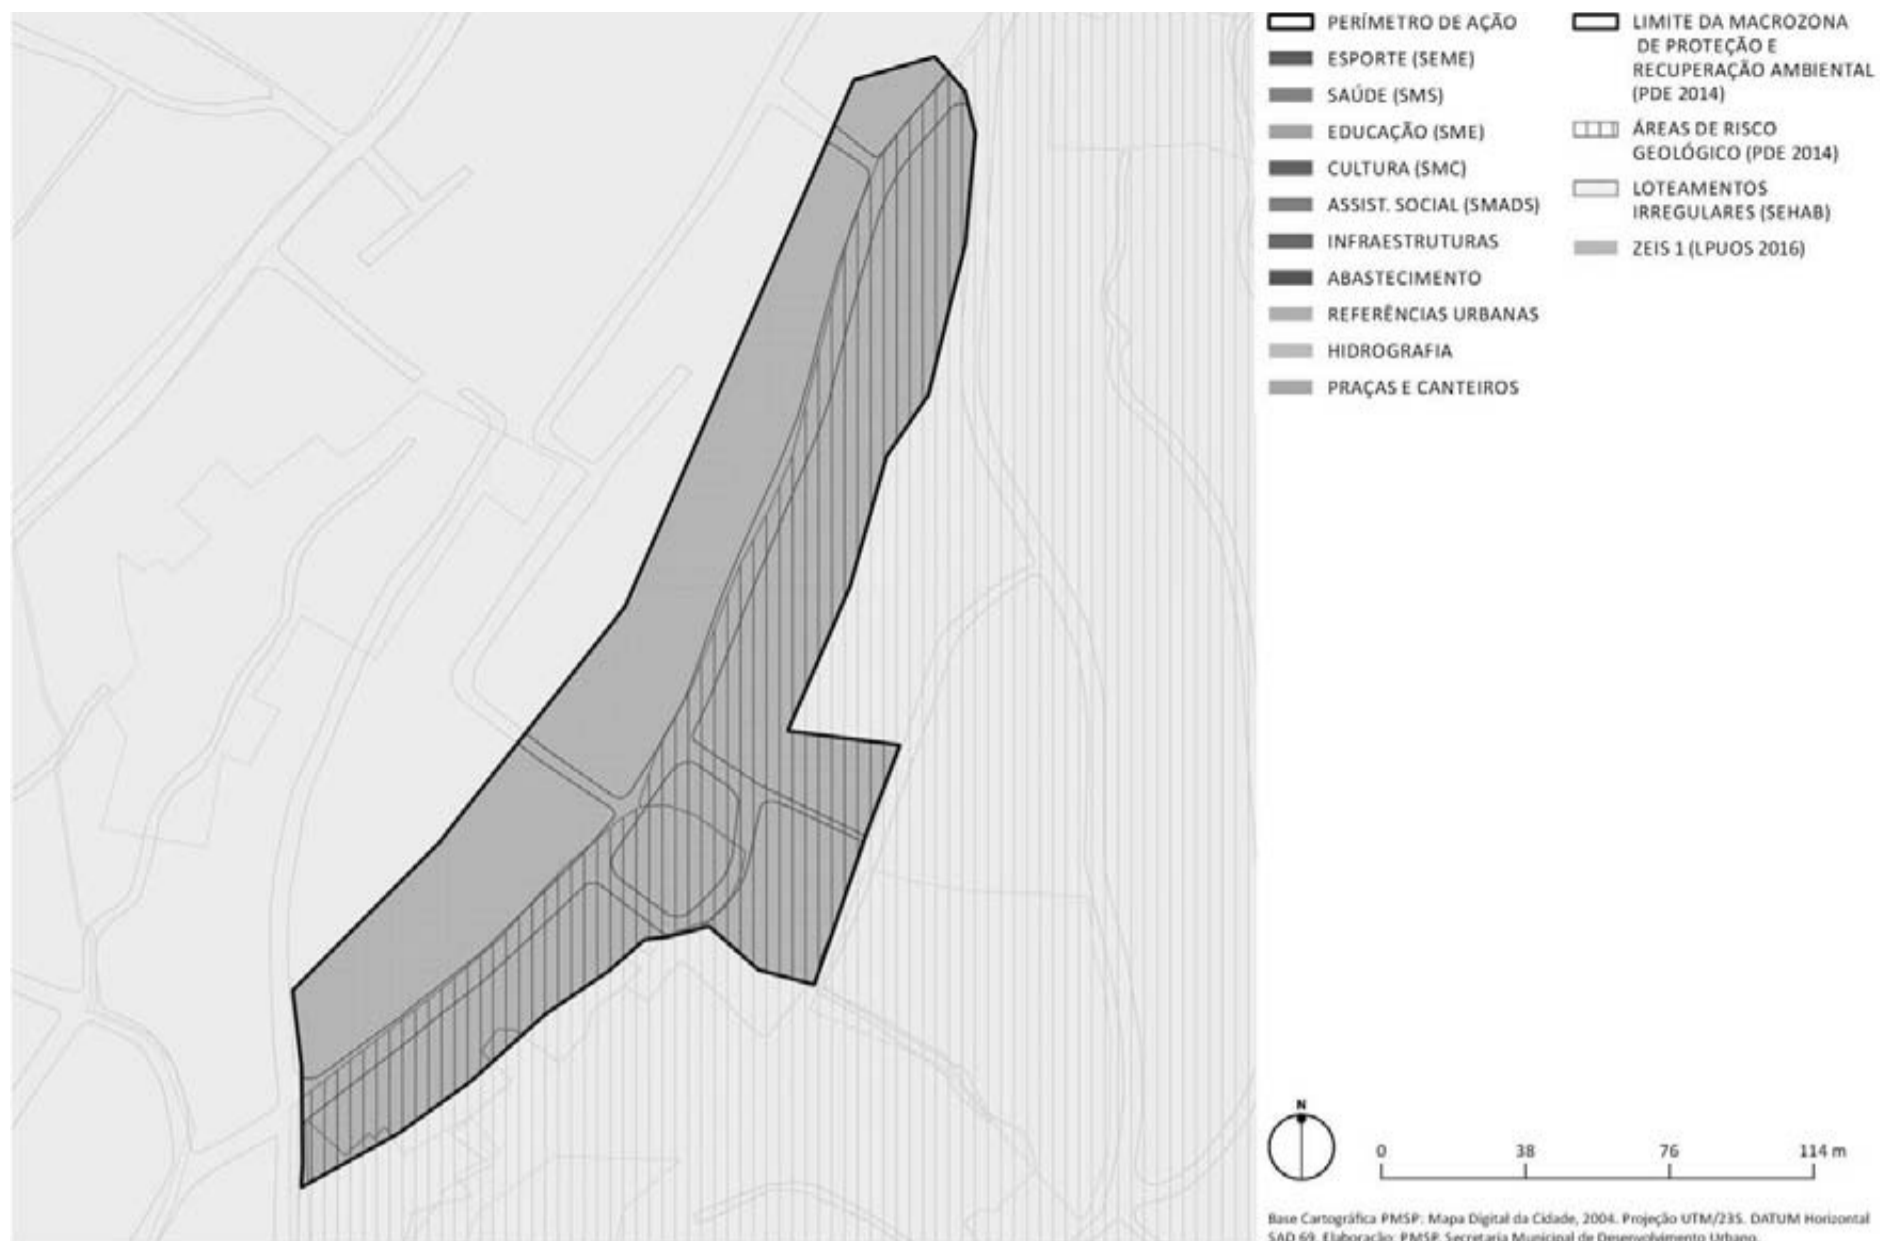 PERÍMETRO DE AÇÃO
ESPORTE (SEME)
SAÚDE (SMS)
EDUCAÇÃO (SME)
CULTURA (SMC)
ASSIST. SOCIAL (SMADS)
INFRAESTRUTURAS
ABASTECIMENTO
REFERÊNCIAS URBANAS
HIDROGRAFIA
PRAÇAS E CANTEIROS
LIMITE DA MACROZONA
DE PROTEÇÃO E
RECUPERAÇÃO AMBIENTAL
(PDE 2014)
ÁREAS DE RISCO
GEOLÓGICO (PDE 2014)
LOTEAMENTOS
IRREGULARES (SEHAB)
ZEIS 1 (LPUOS 2016)
N
0 38 76 114 m
Base Cartográfica PMSP: Mapa Digital da Cidade, 2004. Projeção UTM/23S. DATUM Horizontal
SAD 69. Elaboração: PMSP. Secretaria Municipal de Desenvolvimento Urbano.